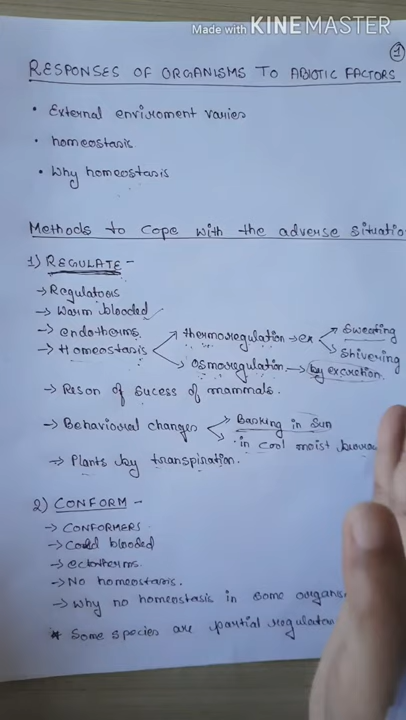 Made with KINEMASTER
1
RESPONSES OF ORGANISMS TO ABIOTIC FACTORS
• External enviroment varies
• homeostasis
• Why homeostasis
Methods to cope with the adverse situatio
1) REGULATE -
→ Regulators
→ Warm blooded
→ endotherms
→ Homeostasis
thermoregulation → ex
Sweating
Shivering
osmoregulation → by excretion.
→ Reson of sucess of mammals.
→ Behavioural changes
Basking in sun
in cool moist
→ Plants by transpiration.
2) CONFORM -
→ CONFORMERS
→ Could blooded
→ ectotherms.
→ No homeostasis.
→ Why no homeostasis in some organis
* Some species are partial regulator